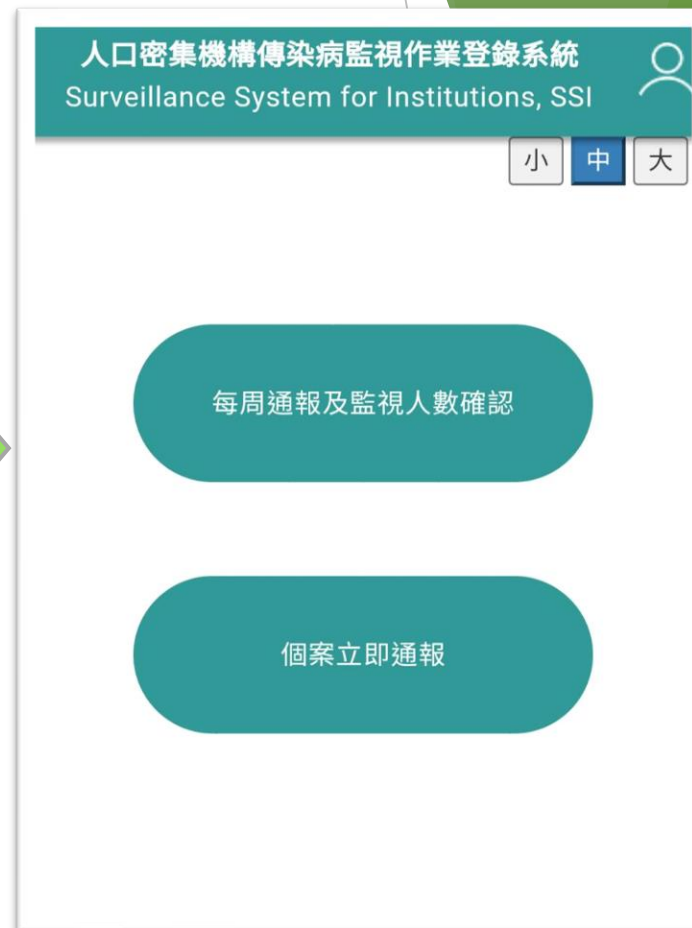 人口密集機構傳染病監視作業登錄系統
Surveillance System for Institutions, SSI
小 中 大
每周通報及監視人數確認
個案立即通報